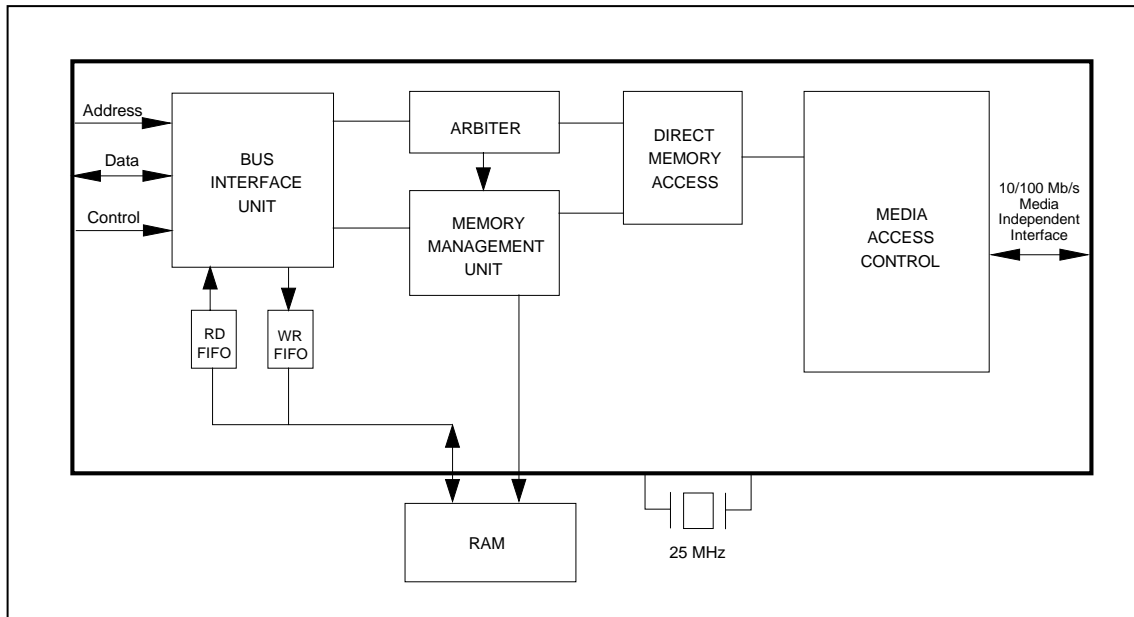 Address
Data
Control
BUS
INTERFACE
UNIT
ARBITER
MEMORY
MANAGEMENT
UNIT
DIRECT
MEMORY
ACCESS
MEDIA
ACCESS
CONTROL
10/100 Mb/s
Media
Independent
Interface
RD
FIFO
WR
FIFO
RAM
25 MHz